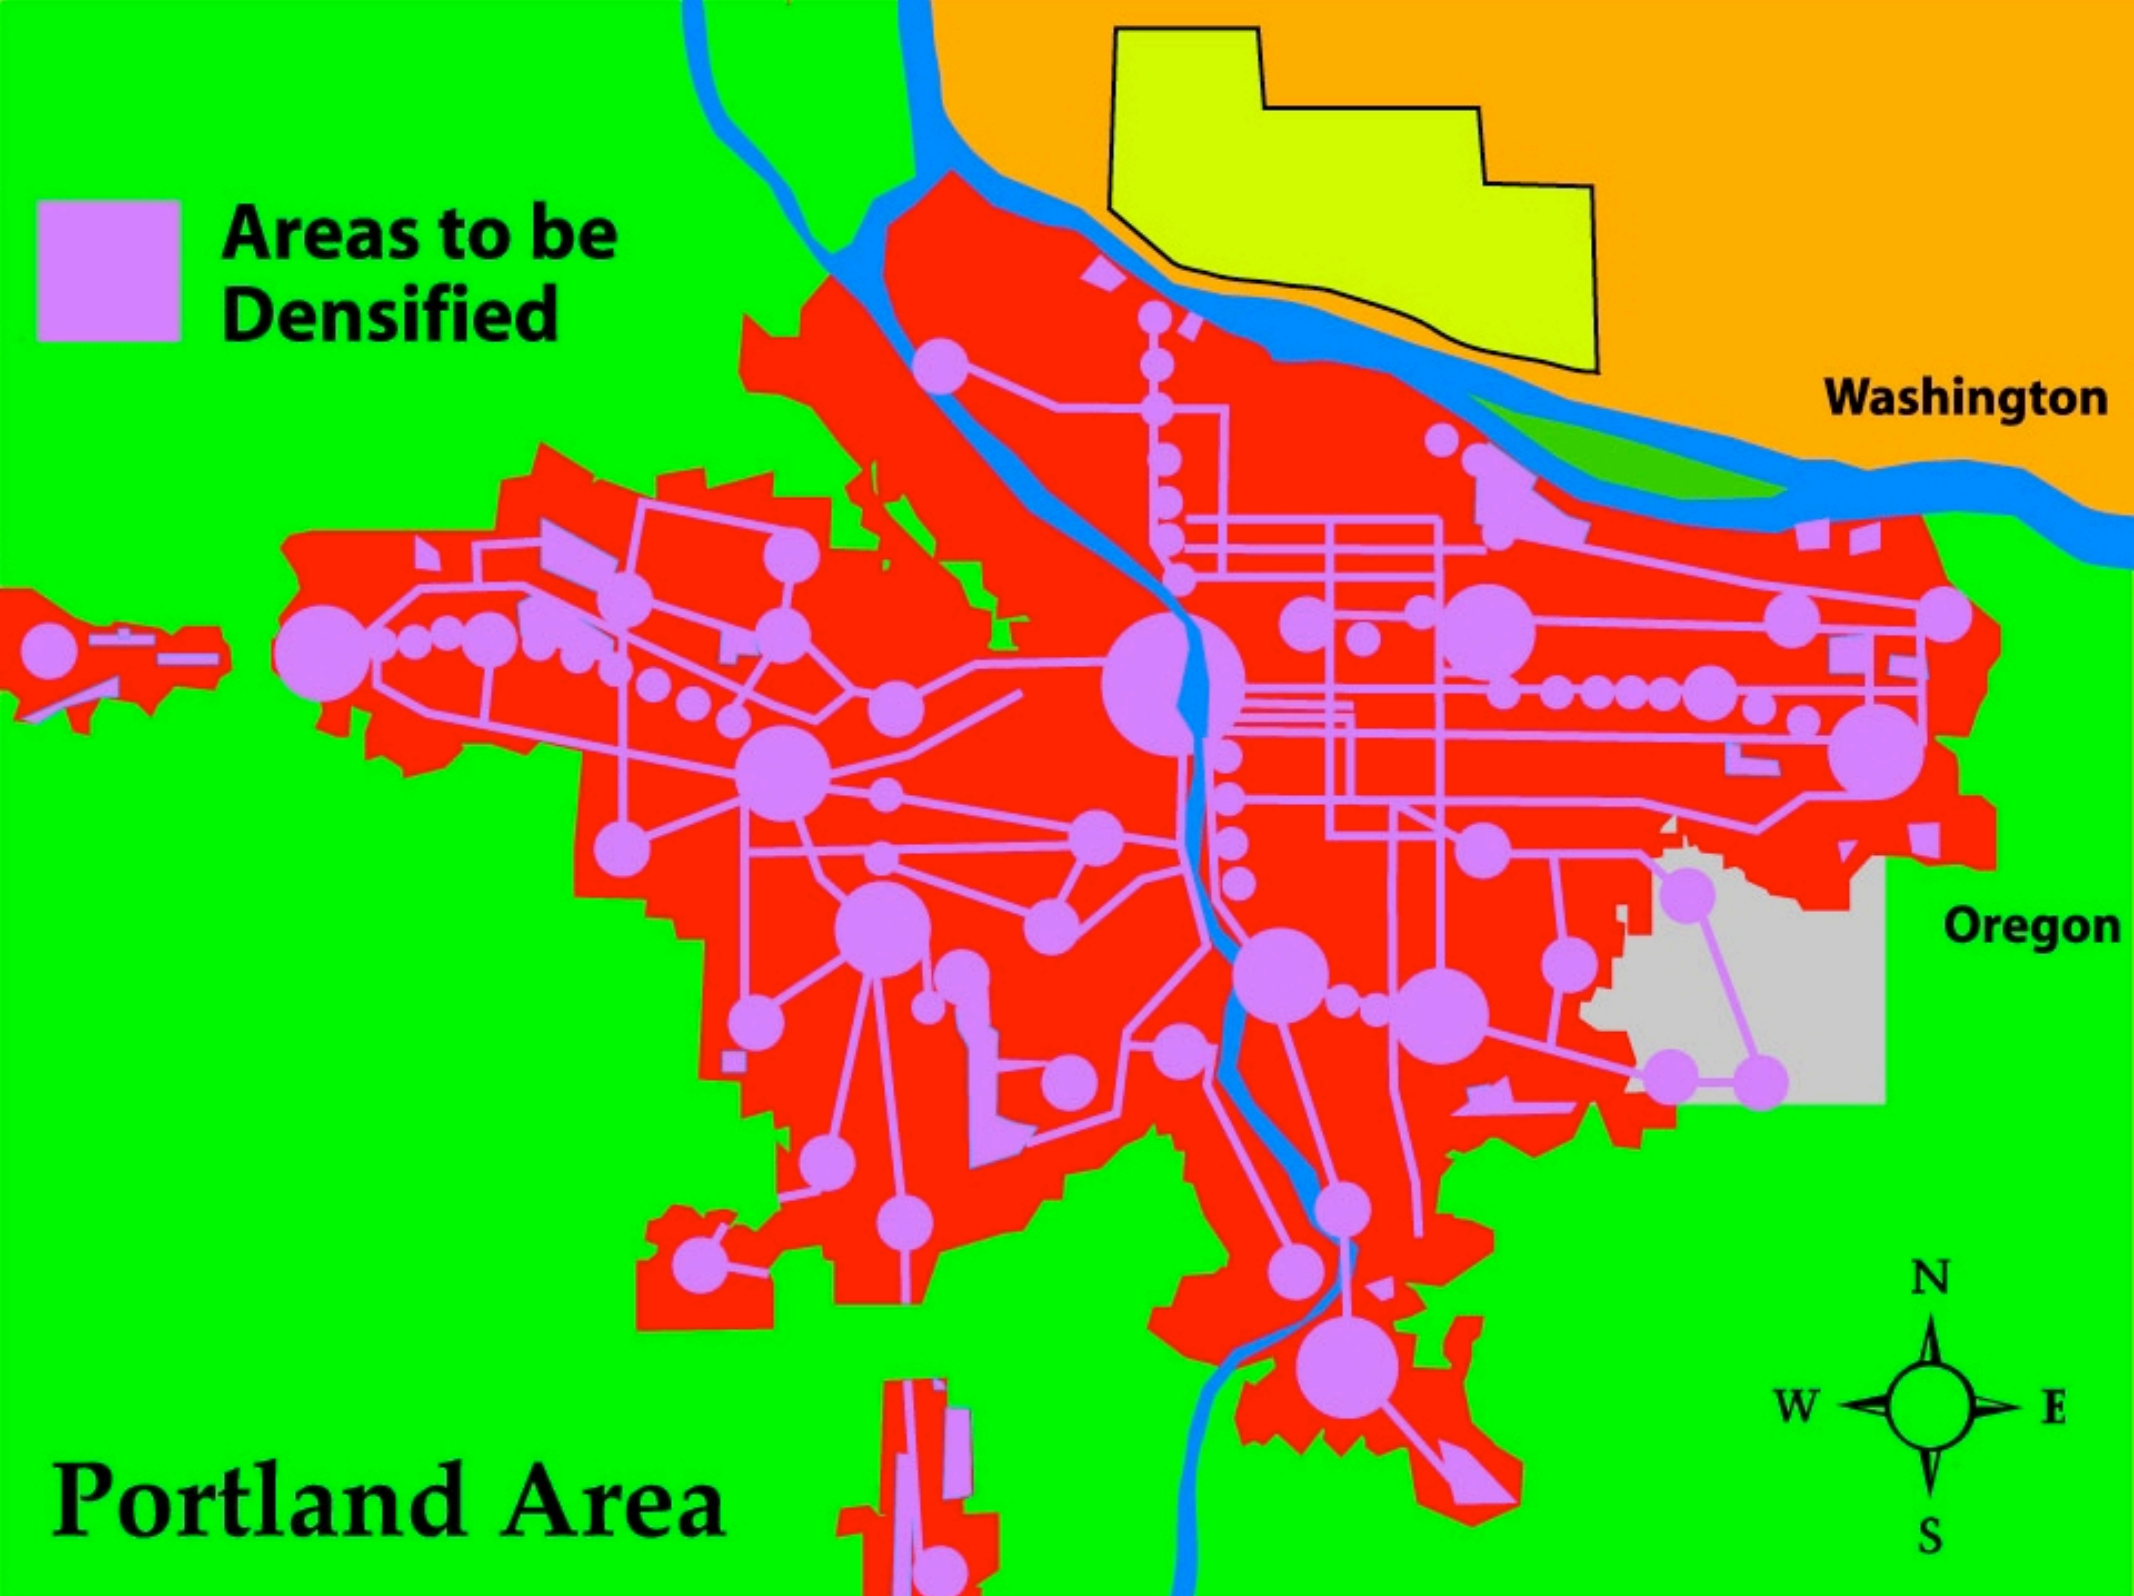 Areas to be
Densified
Washington
Oregon
N
W E
S
Portland Area